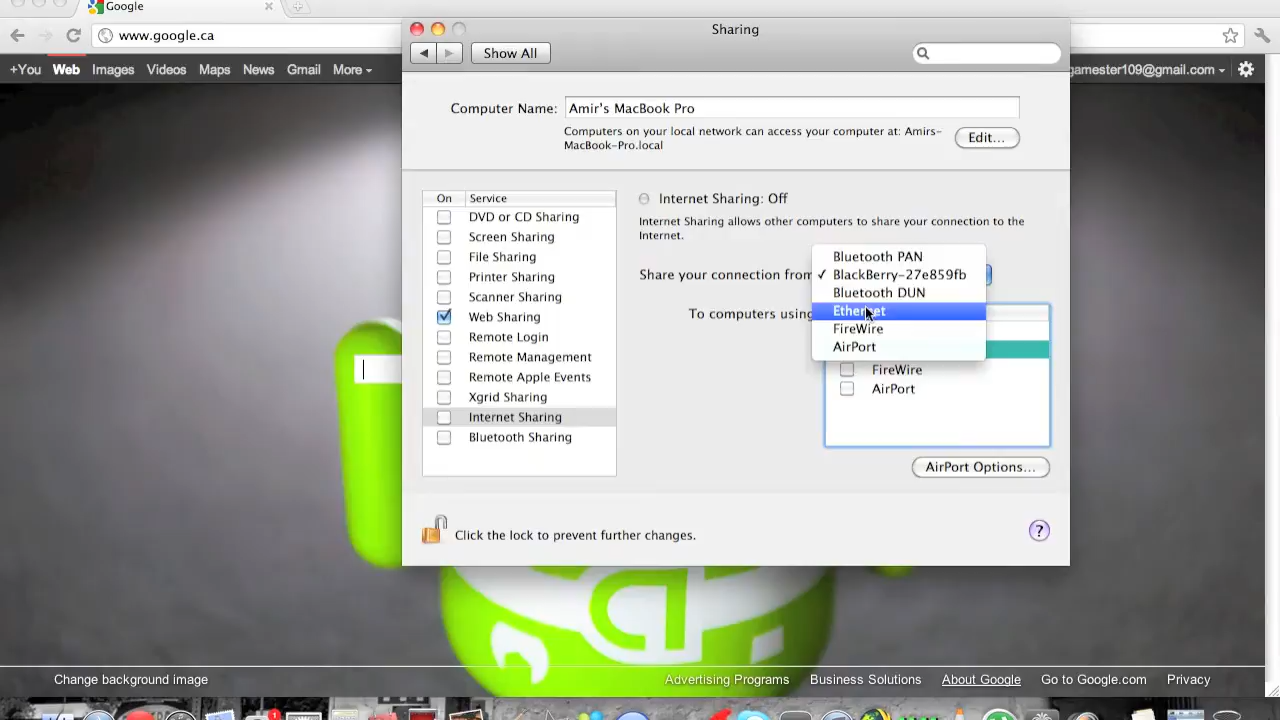 Google
www.google.ca
+You Web Images Videos Maps News Gmail More
gamester109@gmail.com
Sharing
Show All
Computer Name: Amir's MacBook Pro
Computers on your local network can access your computer at: Amirs-
MacBook-Pro.local
Edit...
On Service
DVD or CD Sharing
Screen Sharing
File Sharing
Printer Sharing
Scanner Sharing
Web Sharing
Remote Login
Remote Management
Remote Apple Events
Xgrid Sharing
Internet Sharing
Bluetooth Sharing
Internet Sharing: Off
Internet Sharing allows other computers to share your connection to the
Internet.
Share your connection from
Bluetooth PAN
✓ BlackBerry-27e859fb
Bluetooth DUN
Ethernet
FireWire
AirPort
To computers using
FireWire
AirPort
AirPort Options...
Click the lock to prevent further changes.
?
Change background image
Advertising Programs Business Solutions About Google Go to Google.com Privacy